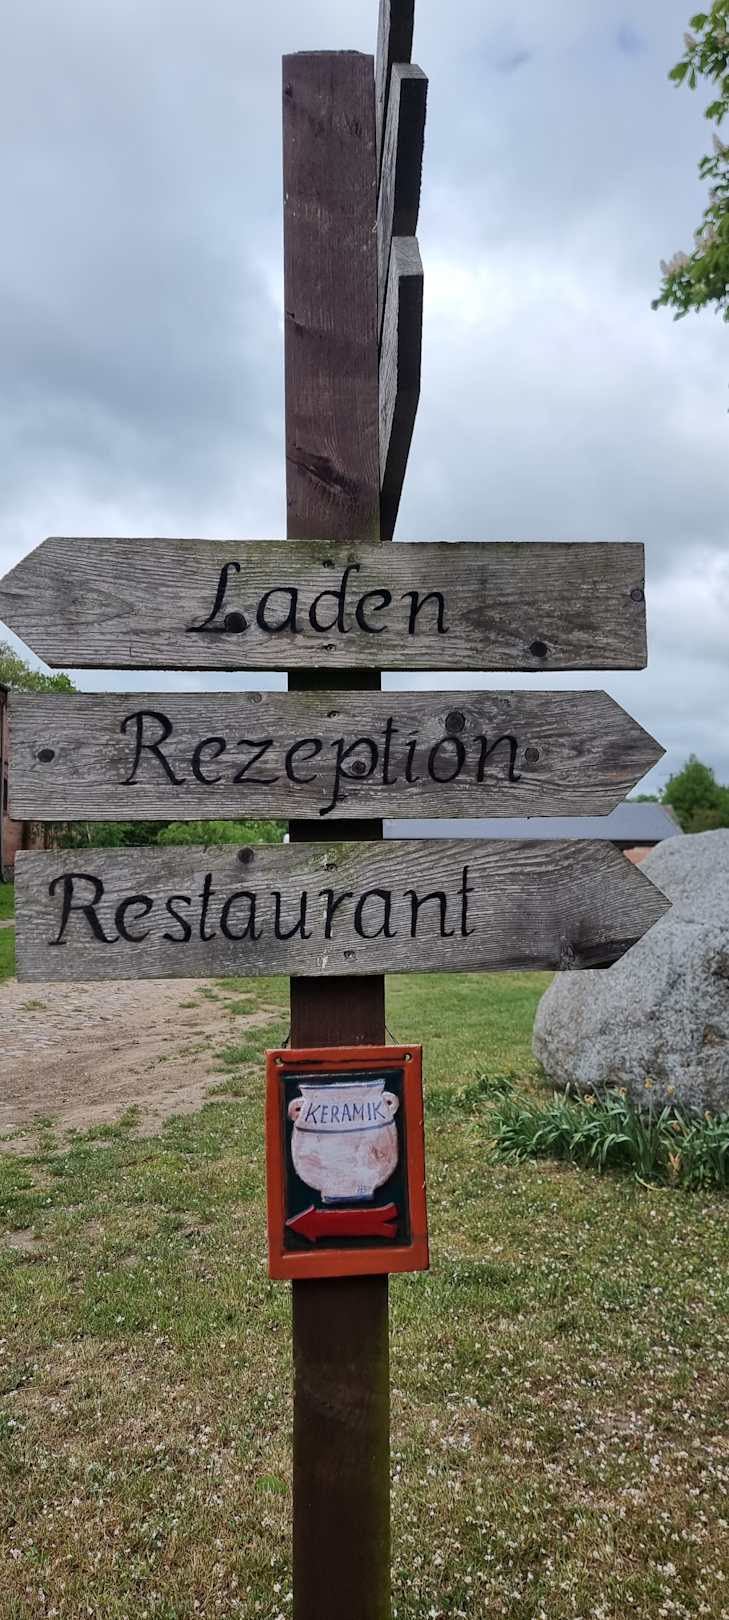 Laden
Rezeption
Restaurant
KERAMIK